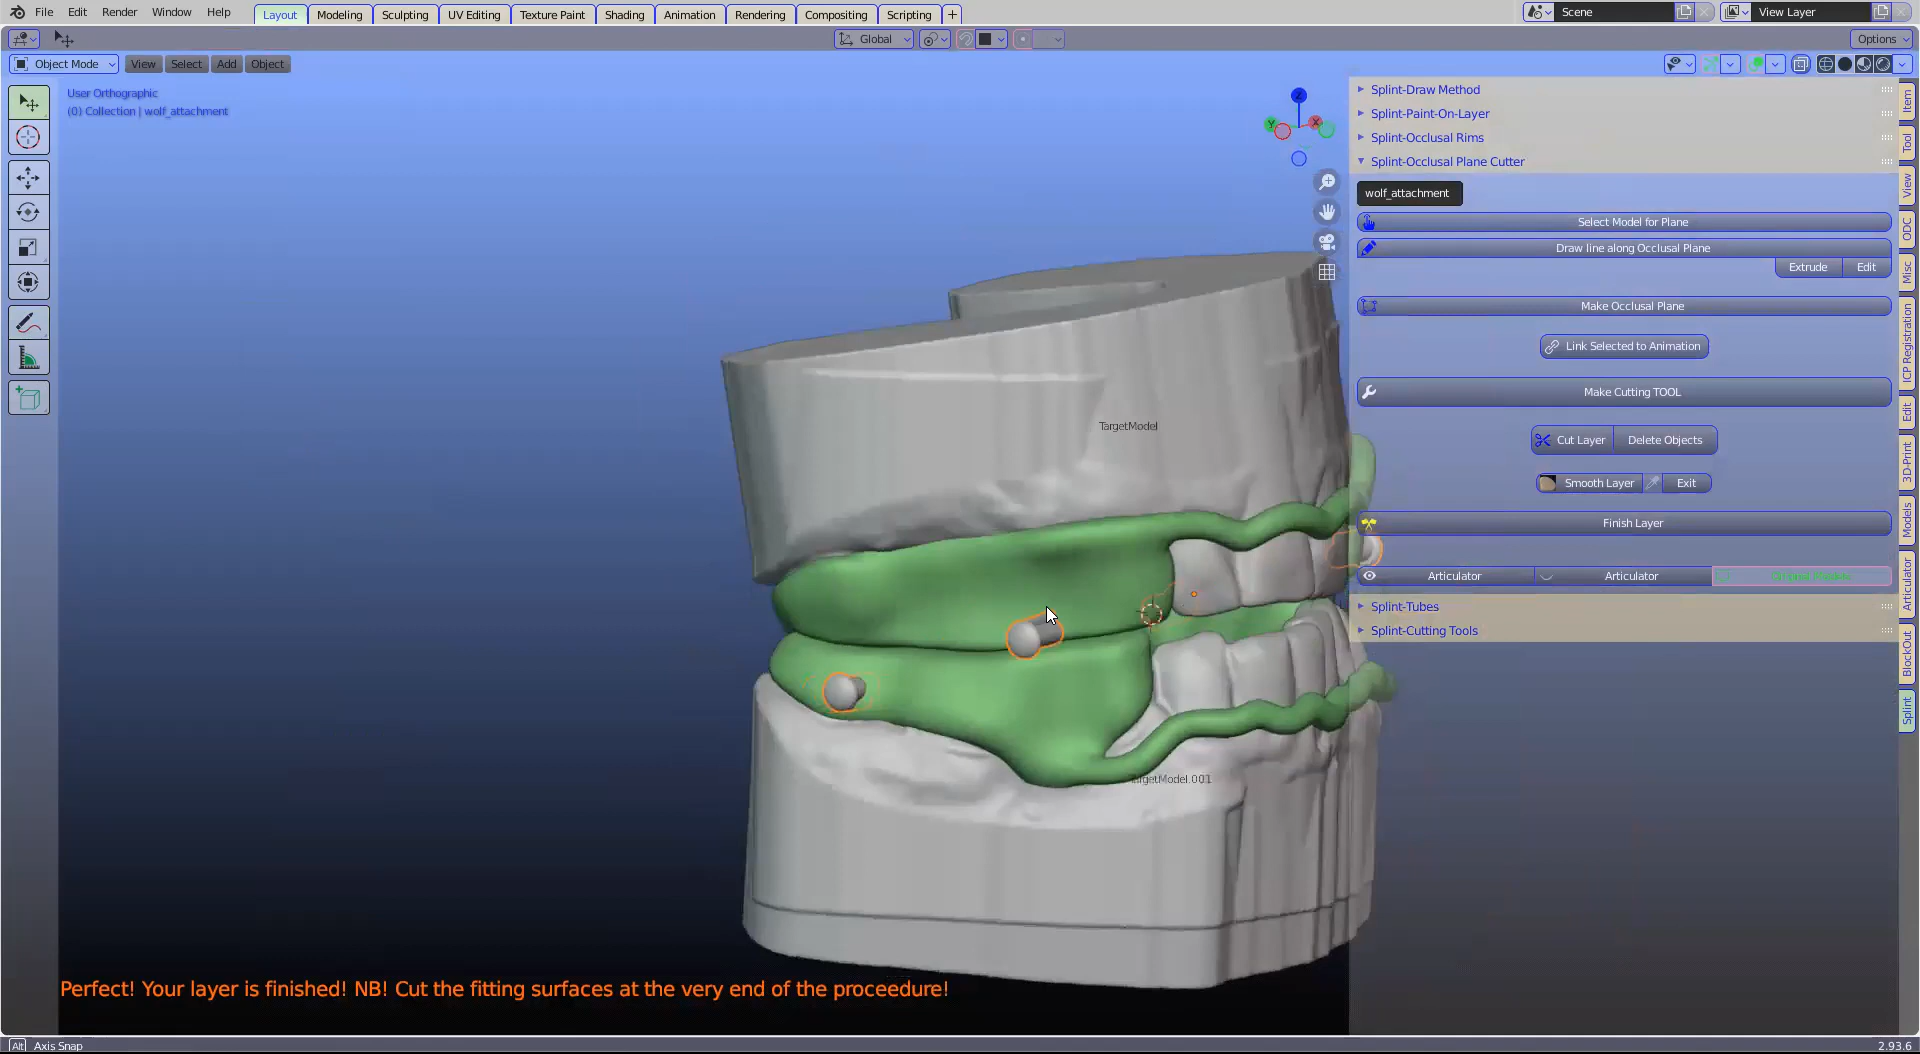 File Edit Render Window Help Layout Modeling Sculpting UV Editing Texture Paint Shading Animation Rendering Compositing Scripting + Scene View Layer
Global Options
Object Mode View Select Add Object
User Orthographic
(0) Collection | wolf_attachment
Z
Y X
Splint-Draw Method
Splint-Paint-On-Layer
Splint-Occlusal Rims
Splint-Occlusal Plane Cutter
wolf_attachment
Select Model for Plane
Draw line along Occlusal Plane
Extrude Edit
Make Occlusal Plane
Link Selected to Animation
Make Cutting TOOL
Cut Layer Delete Objects
Smooth Layer Exit
Finish Layer
Articulator Articulator
Splint-Tubes
Splint-Cutting Tools
Item
Tool
View
ODC
Misc
ICP Registration
Edit
3D-Print
Models
Articulator
BlockOut
Splint
TargetModel
TargetModel.001
Perfect! Your layer is finished! NB! Cut the fitting surfaces at the very end of the proceedure!
Alt Axis Snap 2.93.6